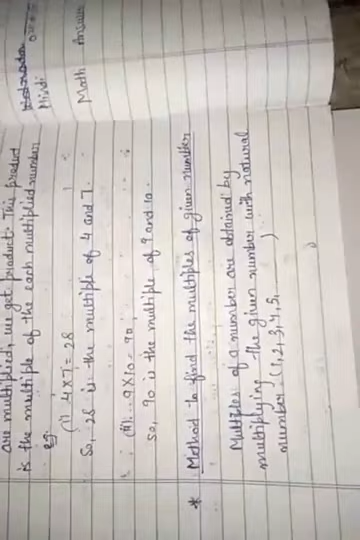 are multiplied, we get product. This product
is the multiple of the each multiplied number
eg:
(i) 4 x 7 = 28
So, 28 is the multiple of 4 and 7.
(ii) 9 x 10 = 90
so, 90 is the multiple of 9 and 10.
* Method to find the multiples of given number
Multiples of a number are obtained by
multiplying the given number with natural
number (1, 2, 3, 4, 5, ......)
Hindi
Math